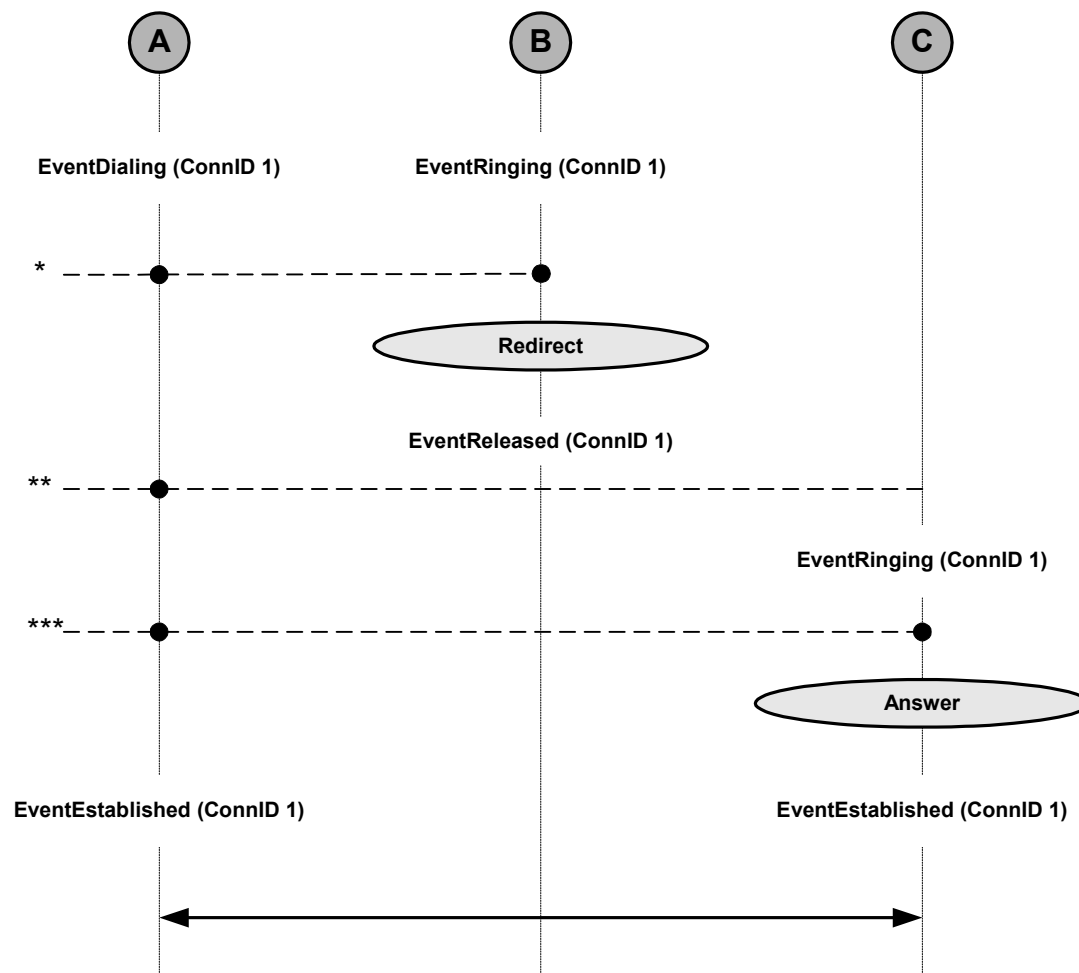 A B C
EventDialing (ConnID 1) EventRinging (ConnID 1)
*
Redirect
EventReleased (ConnID 1)
**
EventRinging (ConnID 1)
***
Answer
EventEstablished (ConnID 1) EventEstablished (ConnID 1)